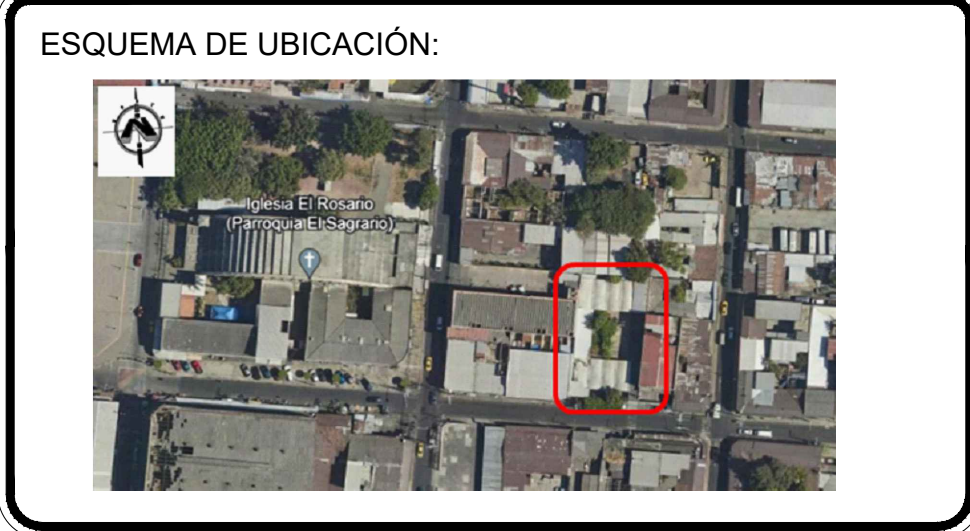 ESQUEMA DE UBICACIÓN:
N
Iglesia El Rosario
(Parroquia El Sagrario)